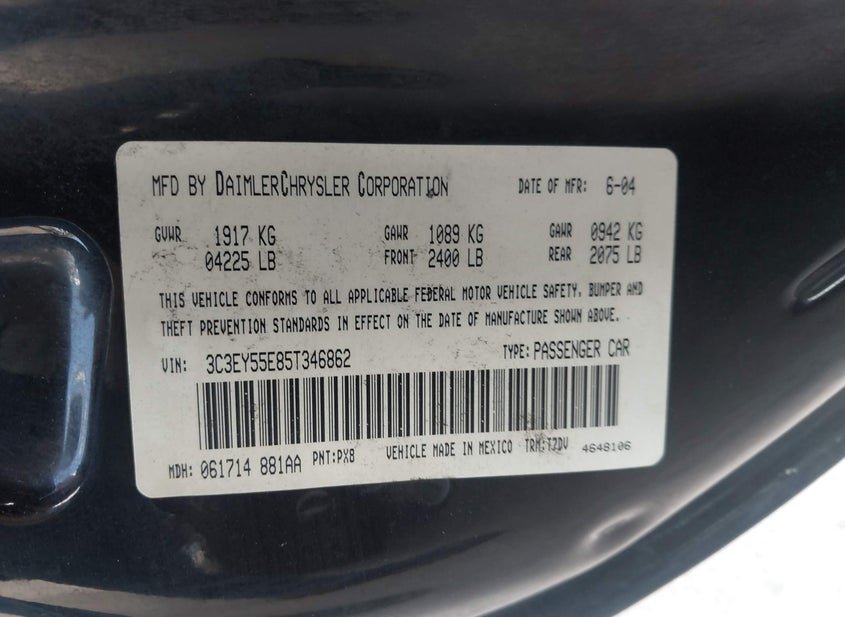 MFD BY DAIMLERCHRYSLER CORPORATION DATE OF MFR: 6-04
GVWR 1917 KG GAWR 1089 KG GAWR 0942 KG
04225 LB FRONT 2400 LB REAR 2075 LB
THIS VEHICLE CONFORMS TO ALL APPLICABLE FEDERAL MOTOR VEHICLE SAFETY, BUMPER AND
THEFT PREVENTION STANDARDS IN EFFECT ON THE DATE OF MANUFACTURE SHOWN ABOVE.
VIN: 3C3EY55E85T346862 TYPE: PASSENGER CAR
MDH: 061714 881AA PNT:PXB VEHICLE MADE IN MEXICO TRM:T7DV 4648106